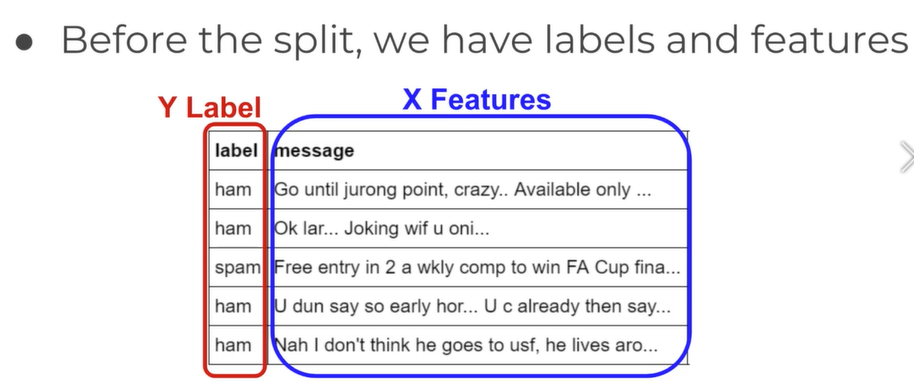 ● Before the split, we have labels and features
Y Label X Features
label message
ham Go until jurong point, crazy.. Available only ...
ham Ok lar... Joking wif u oni...
spam Free entry in 2 a wkly comp to win FA Cup fina...
ham U dun say so early hor... U c already then say...
ham Nah I don't think he goes to usf, he lives aro...